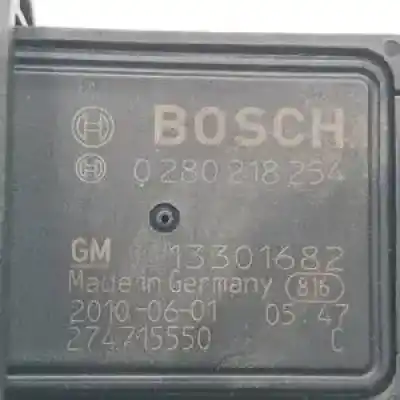 BOSCH
0 280 218 254
GM 13301682
Made in Germany 816
2010-06-01 05:47
274715550 C